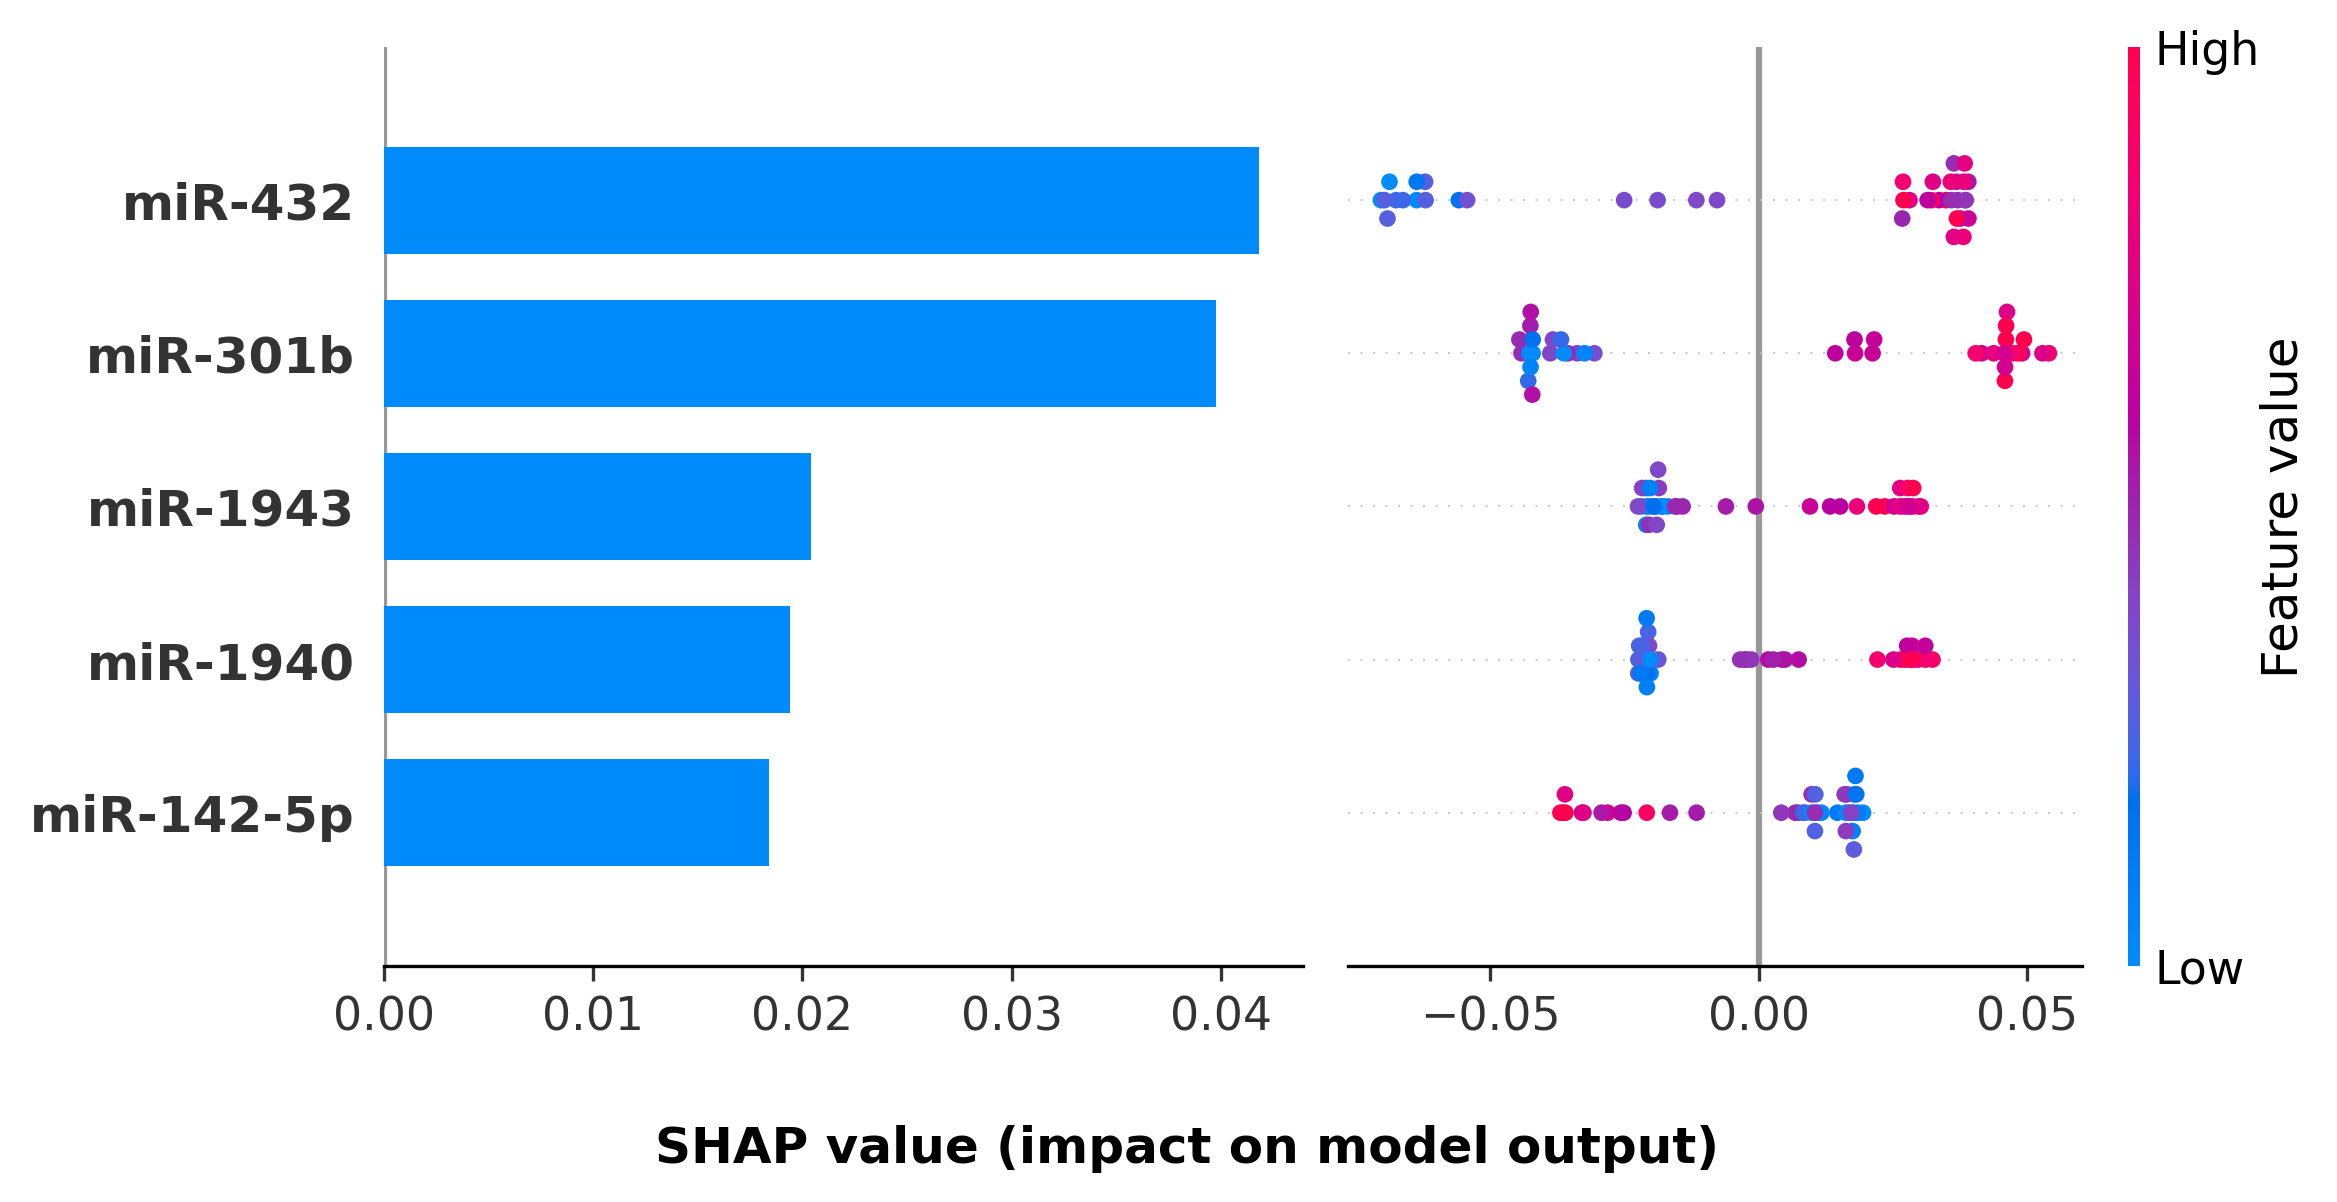 High
miR-432
miR-301b
miR-1943
miR-1940
miR-142-5p
Feature value
Low
0.00 0.01 0.02 0.03 0.04 −0.05 0.00 0.05
SHAP value (impact on model output)